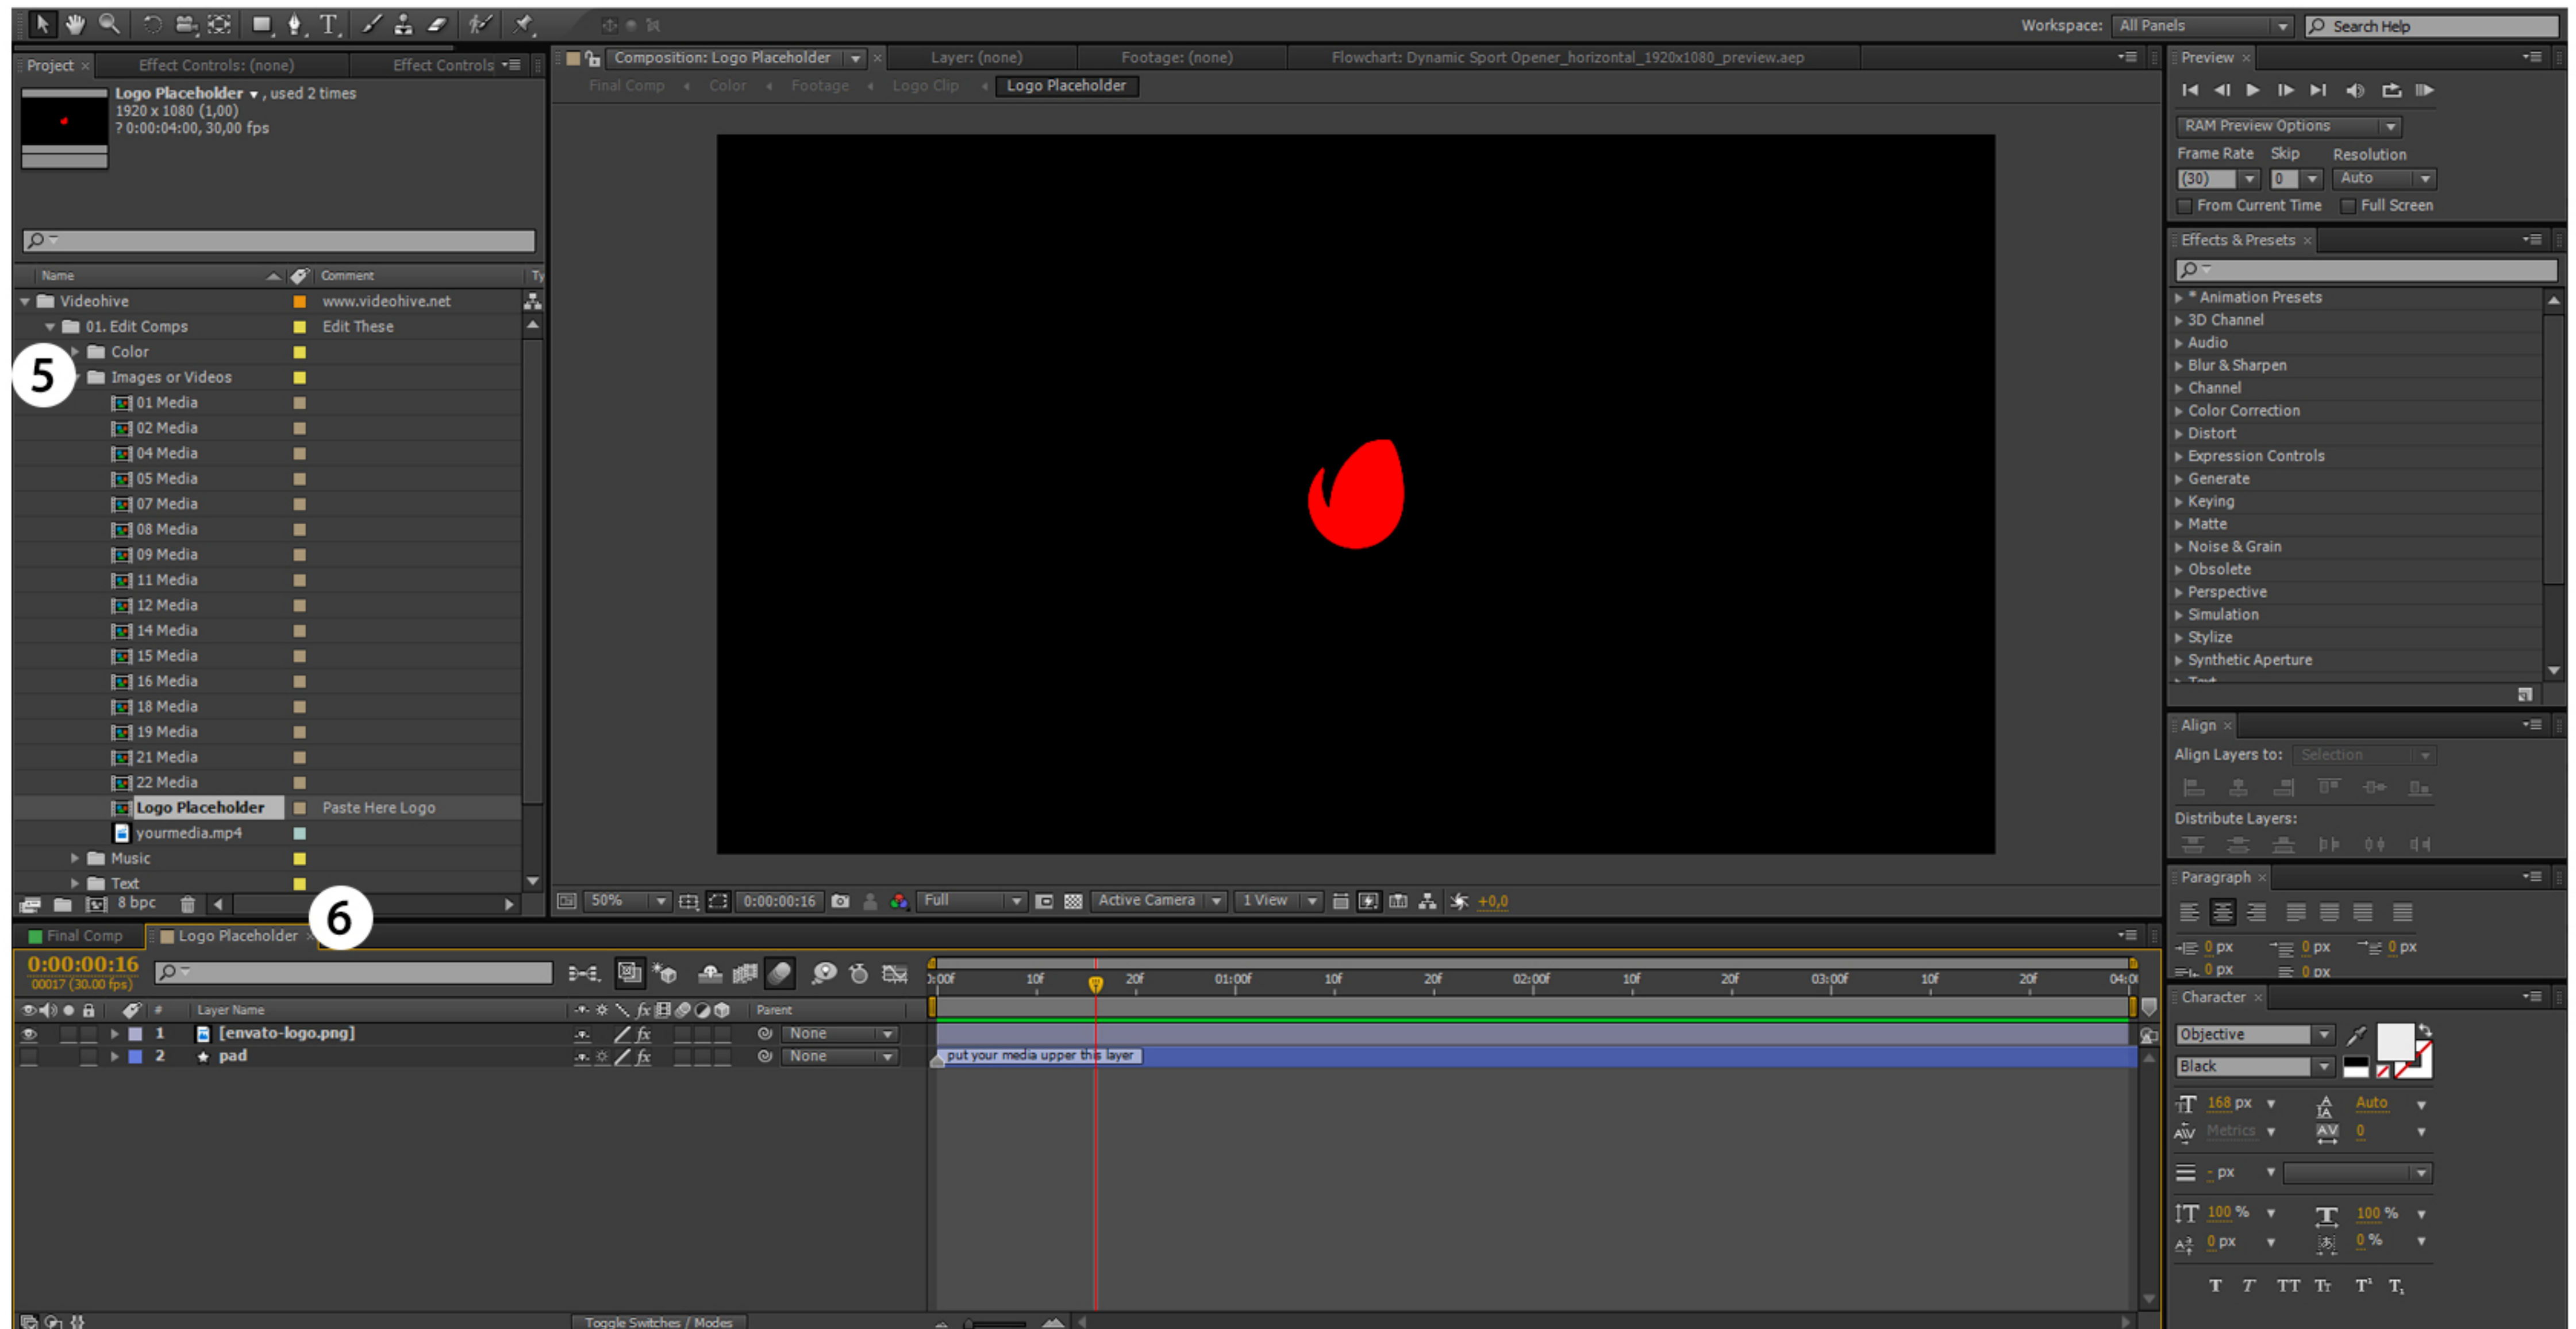 Workspace: All Panels Search Help
Project × Effect Controls: (none) Effect Controls
Logo Placeholder ▾ , used 2 times
1920 x 1080 (1,00)
? 0:00:04:00, 30,00 fps
Name Comment Ty
Videohive www.videohive.net
01. Edit Comps Edit These
Color
5 Images or Videos
01 Media
02 Media
04 Media
05 Media
07 Media
08 Media
09 Media
11 Media
12 Media
14 Media
15 Media
16 Media
18 Media
19 Media
21 Media
22 Media
Logo Placeholder Paste Here Logo
yourmedia.mp4
Music
Text
8 bpc
6
Composition: Logo Placeholder × Layer: (none) Footage: (none) Flowchart: Dynamic Sport Opener_horizontal_1920x1080_preview.aep
Final Comp Color Footage Logo Clip Logo Placeholder
50% 0:00:00:16 Full Active Camera 1 View +0,0
Preview ×
RAM Preview Options
Frame Rate Skip Resolution
(30) 0 Auto
From Current Time Full Screen
Effects & Presets ×
* Animation Presets
3D Channel
Audio
Blur & Sharpen
Channel
Color Correction
Distort
Expression Controls
Generate
Keying
Matte
Noise & Grain
Obsolete
Perspective
Simulation
Stylize
Synthetic Aperture
Text
Align ×
Align Layers to: Selection
Distribute Layers:
Paragraph ×
0 px 0 px 0 px
0 px 0 px
Character ×
Objective
Black
168 px Auto
Metrics 0
- px
100 % 100 %
0 px 0 %
T T TT Tr T¹ T₁
Final Comp Logo Placeholder ×
0:00:00:16
00017 (30.00 fps)
# Layer Name Parent
1 [envato-logo.png] None
2 pad None
0:00f 10f 20f 01:00f 10f 20f 02:00f 10f 20f 03:00f 10f 20f 04:0
put your media upper this layer
Toggle Switches / Modes